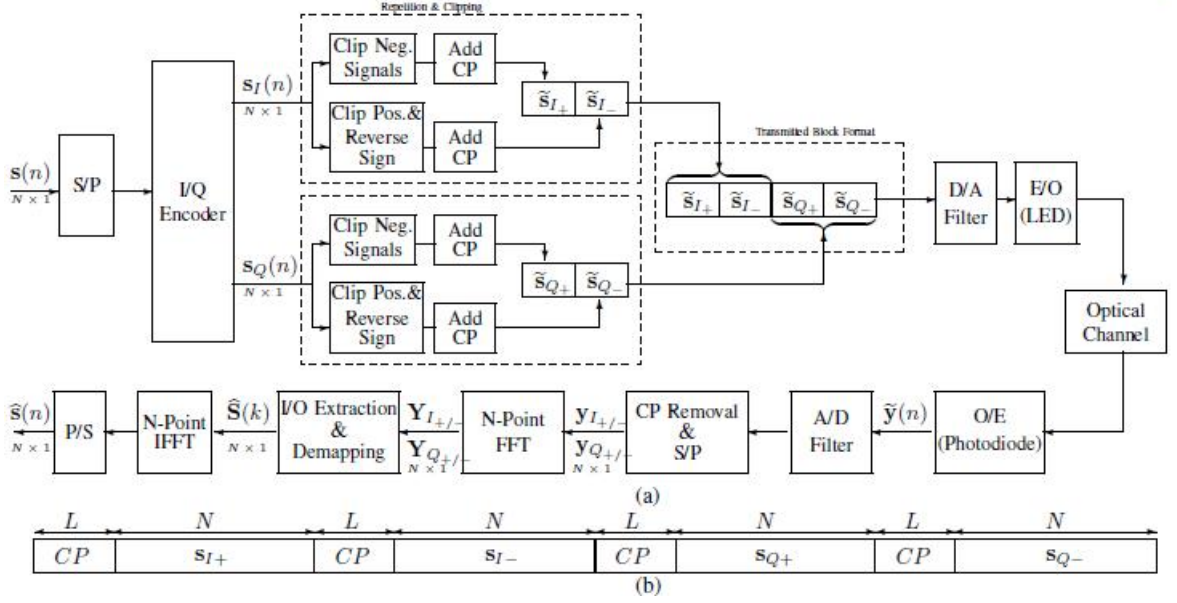 Repetition & Clipping
Clip Neg. Signals
Add CP
s_I(n)
N × 1
s̃_I+ s̃_I−
Clip Pos.& Reverse Sign
Add CP
Transmitted Block Format
s(n)
N × 1
S/P
I/Q Encoder
s̃_I+ s̃_I− s̃_Q+ s̃_Q−
D/A Filter
E/O (LED)
Clip Neg. Signals
Add CP
s_Q(n)
N × 1
s̃_Q+ s̃_Q−
Clip Pos.& Reverse Sign
Add CP
Optical Channel
ŝ(n)
N × 1
P/S
N-Point IFFT
Ŝ(k)
N × 1
I/O Extraction & Demapping
Y_I+/−
Y_Q+/−
N × 1
N-Point FFT
y_I+/−
y_Q+/−
N × 1
CP Removal & S/P
A/D Filter
ỹ(n)
O/E (Photodiode)
(a)
L N L N L N L N
CP s_I+ CP s_I− CP s_Q+ CP s_Q−
(b)